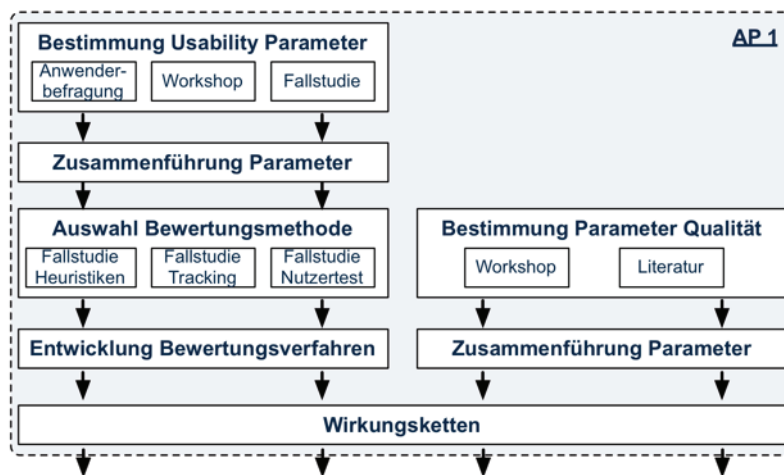 AP 1
Bestimmung Usability Parameter
Anwender-
befragung
Workshop
Fallstudie
Zusammenführung Parameter
Auswahl Bewertungsmethode
Fallstudie
Heuristiken
Fallstudie
Tracking
Fallstudie
Nutzertest
Entwicklung Bewertungsverfahren
Bestimmung Parameter Qualität
Workshop
Literatur
Zusammenführung Parameter
Wirkungsketten